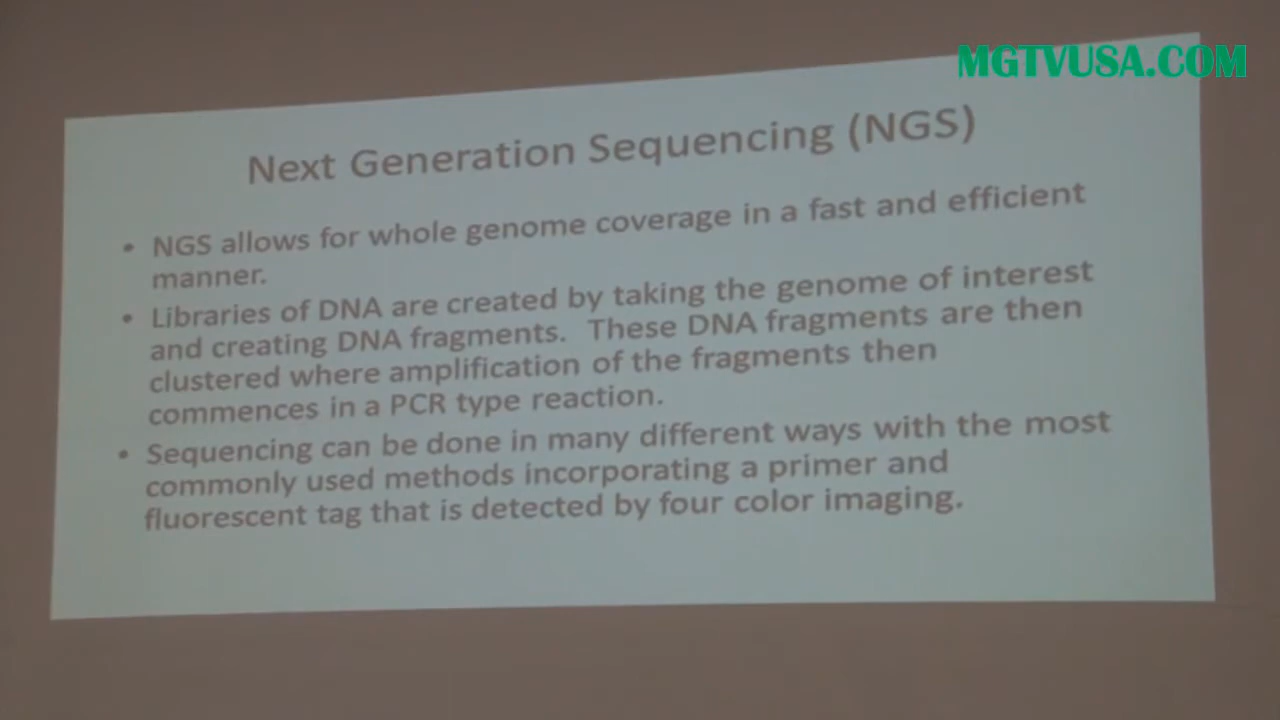 MGTVUSA.COM
Next Generation Sequencing (NGS)
• NGS allows for whole genome coverage in a fast and efficient
manner.
• Libraries of DNA are created by taking the genome of interest
and creating DNA fragments.  These DNA fragments are then
clustered where amplification of the fragments then
commences in a PCR type reaction.
• Sequencing can be done in many different ways with the most
commonly used methods incorporating a primer and
fluorescent tag that is detected by four color imaging.